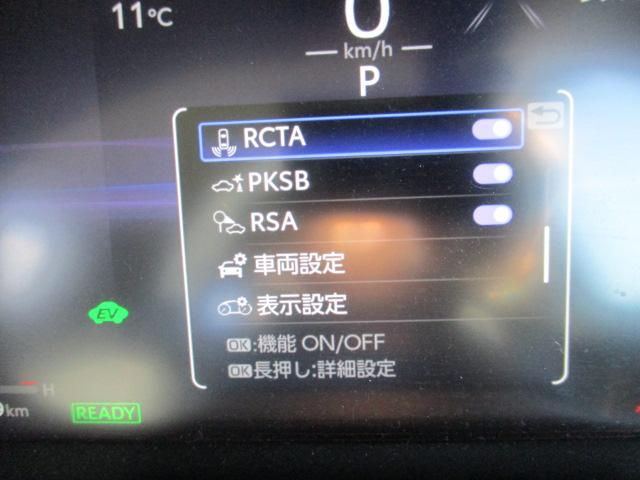 11℃
0
km/h
P
RCTA
PKSB
RSA
車両設定
表示設定
OK:機能 ON/OFF
OK長押し:詳細設定
EV
H
km
READY